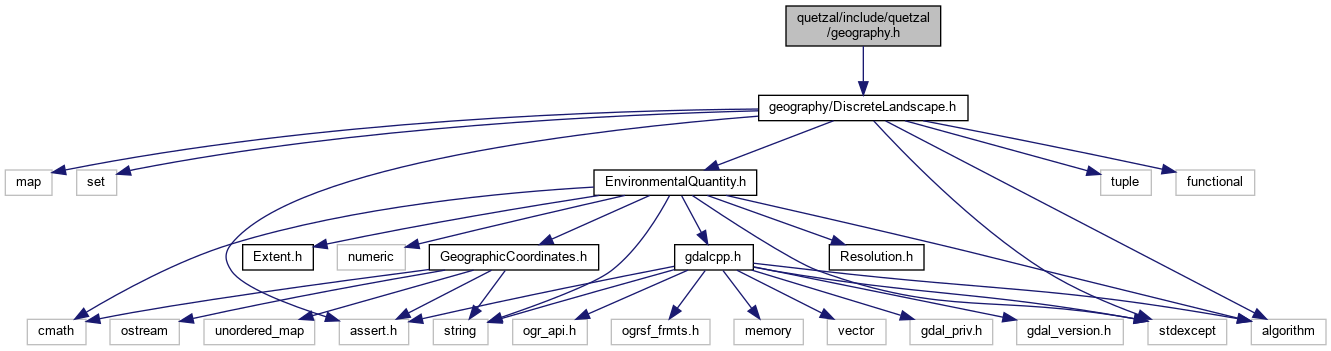 quetzal/include/quetzal
/geography.h
geography/DiscreteLandscape.h
map
set
EnvironmentalQuantity.h
tuple
functional
Extent.h
numeric
GeographicCoordinates.h
gdalcpp.h
Resolution.h
cmath
ostream
unordered_map
assert.h
string
ogr_api.h
ogrsf_frmts.h
memory
vector
gdal_priv.h
gdal_version.h
stdexcept
algorithm